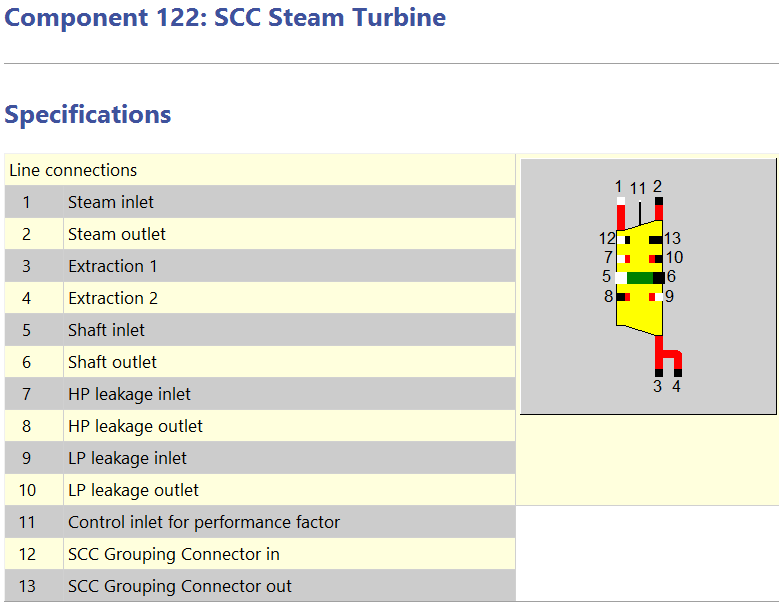 Component 122: SCC Steam Turbine
Specifications
Line connections
1 Steam inlet
2 Steam outlet
3 Extraction 1
4 Extraction 2
5 Shaft inlet
6 Shaft outlet
7 HP leakage inlet
8 HP leakage outlet
9 LP leakage inlet
10 LP leakage outlet
11 Control inlet for performance factor
12 SCC Grouping Connector in
13 SCC Grouping Connector out
1 11 2
12 13
7 10
5 6
8 9
3 4